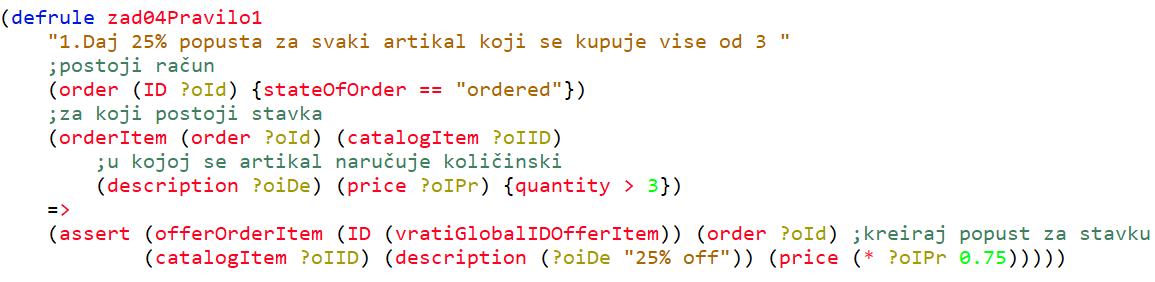 (defrule zad04Pravilo1
"1.Daj 25% popusta za svaki artikal koji se kupuje vise od 3 "
;postoji račun
(order (ID ?oId) {stateOfOrder == "ordered"})
;za koji postoji stavka
(orderItem (order ?oId) (catalogItem ?oIID)
;u kojoj se artikal naručuje količinski
(description ?oiDe) (price ?oIPr) {quantity > 3})
=>
(assert (offerOrderItem (ID (vratiGlobalIDOfferItem)) (order ?oId) ;kreiraj popust za stavku
(catalogItem ?oIID) (description (?oiDe "25% off")) (price (* ?oIPr 0.75)))))